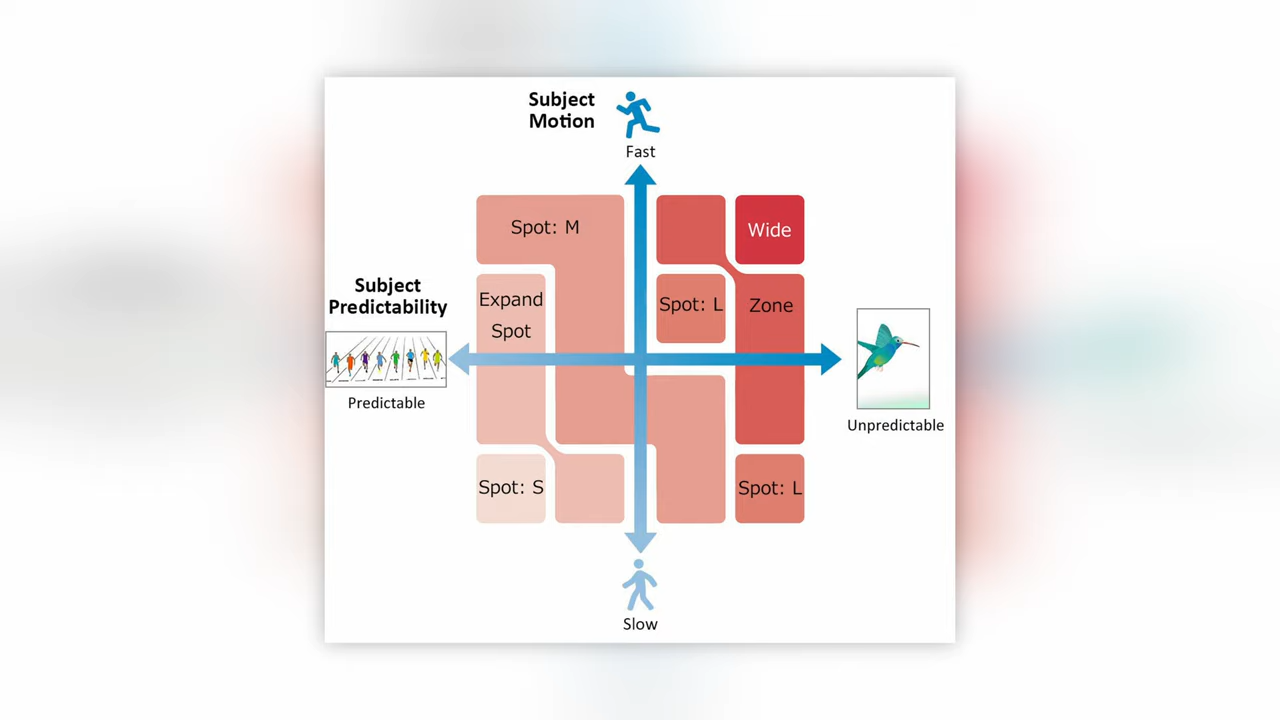 Subject
Motion
Fast
Spot: M
Wide
Subject
Predictability
Expand
Spot
Spot: L
Zone
Predictable
Unpredictable
Spot: S
Spot: L
Slow